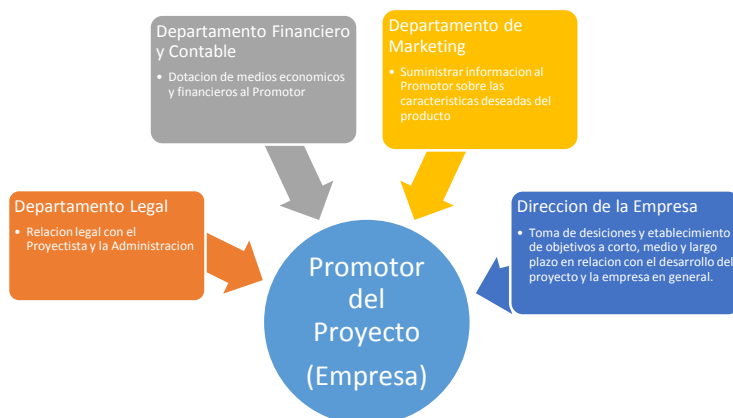 Departamento Financiero
y Contable
• Dotacion de medios economicos
y financieros al Promotor
Departamento de
Marketing
• Suministrar informacion al
Promotor sobre las
caracteristicas deseadas del
producto
Departamento Legal
• Relacion legal con el
Proyectista y la Administracion
Direccion de la Empresa
• Toma de desiciones y etablecimiento
de objetivos a corto, medio y largo
plazo en relacion con el desarrollo del
proyecto y la empresa en general.
Promotor
del
Proyecto
(Empresa)